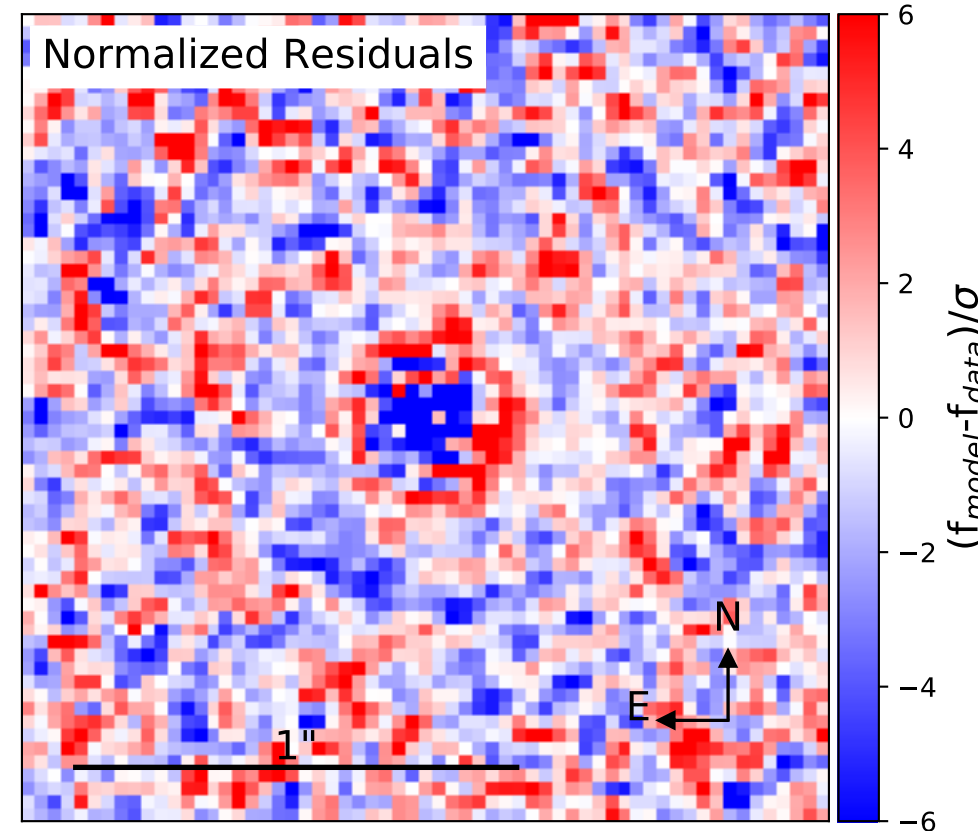 Normalized Residuals
6
4
2
0
−2
−4
−6
(f_model-f_data)/σ
N
E
1"